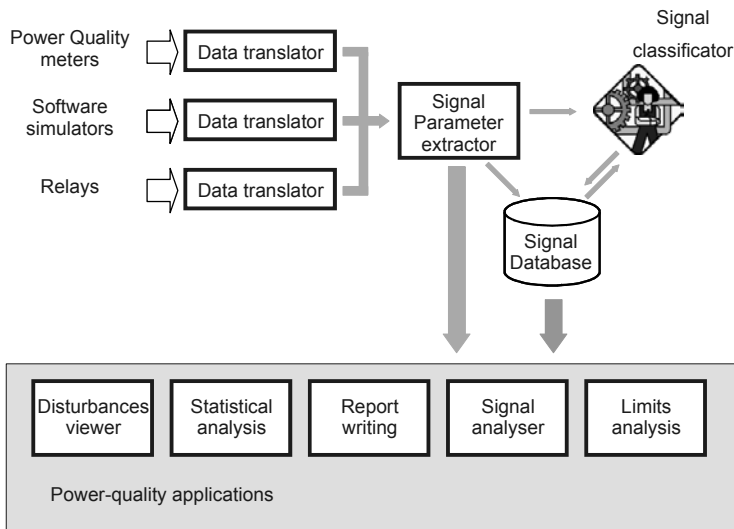 Power Quality
meters
Data translator
Software
simulators
Data translator
Relays
Data translator
Signal
Parameter
extractor
Signal
classificator
Signal
Database
Disturbances
viewer
Statistical
analysis
Report
writing
Signal
analyser
Limits
analysis
Power-quality applications